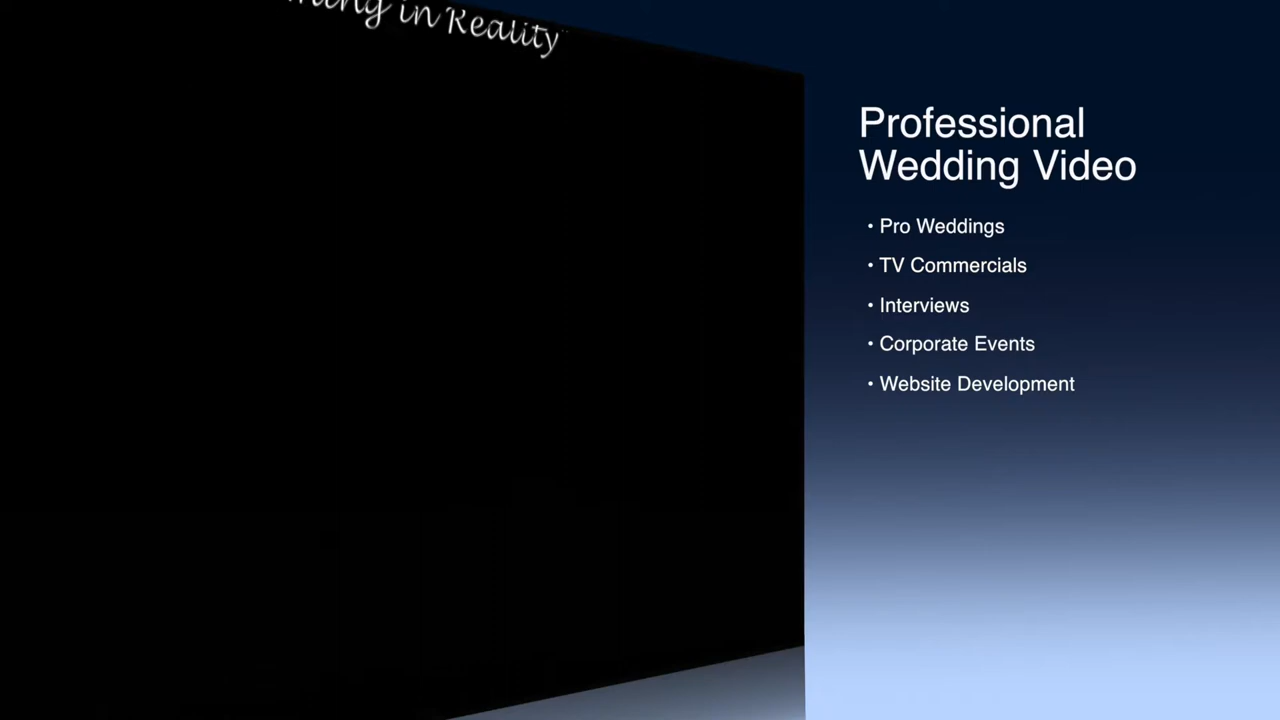 in Reality"
Professional
Wedding Video
• Pro Weddings
• TV Commercials
• Interviews
• Corporate Events
• Website Development